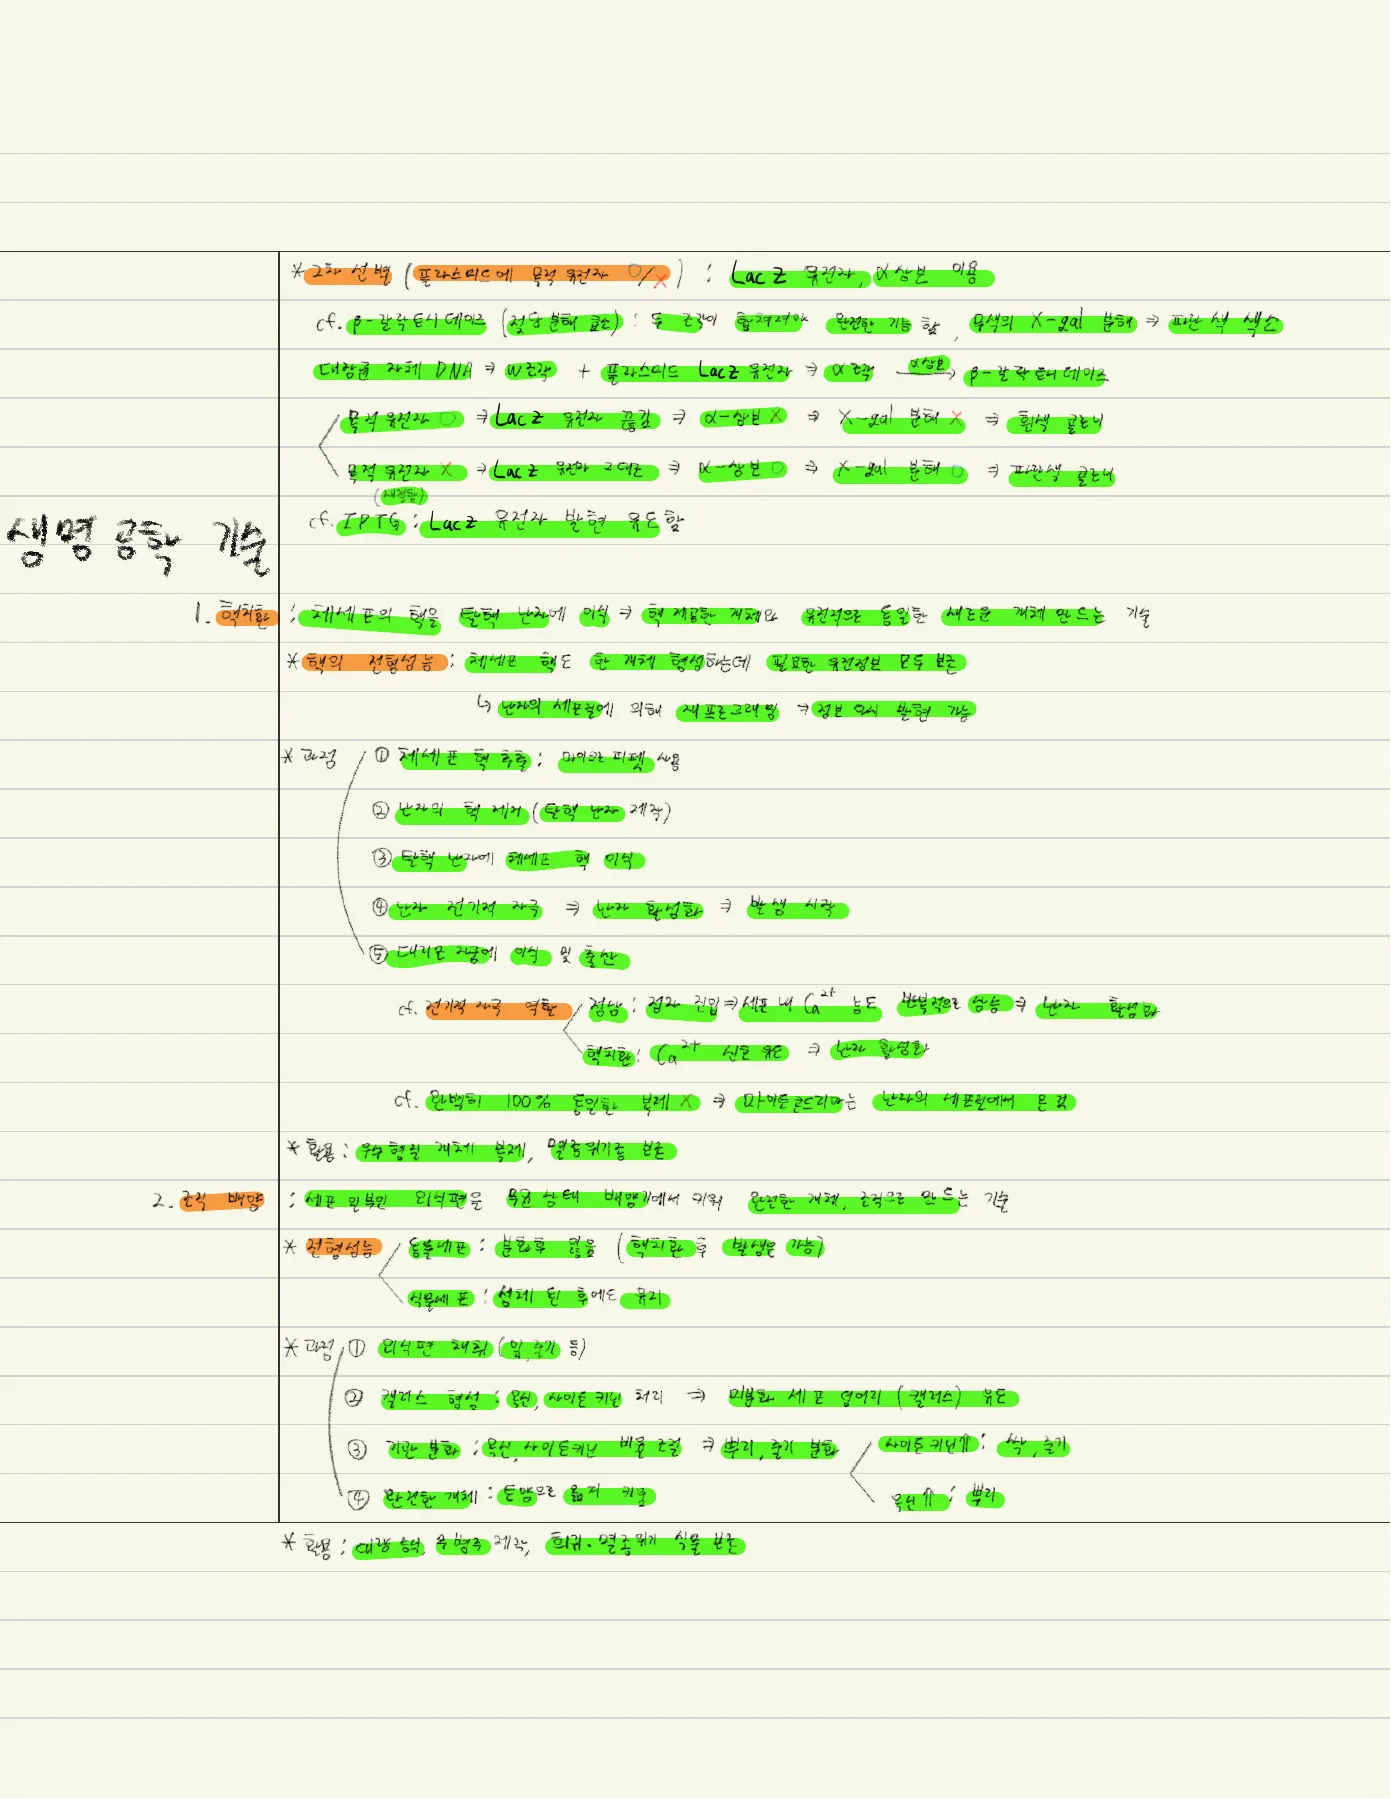 * 2차 선별 (플라스미드에 목적 유전자 O/X) : Lac Z 유전자, α상보 이용
cf. β-갈락토시데이즈 (젖당 분해 효소) : 두 조각이 합쳐져야 완전한 기능 함, 무색의 X-gal 분해 ⇒ 파란색 색소
대장균 자체 DNA ⇒ ω조각 + 플라스미드 Lac Z 유전자 ⇒ α조각 α상보→ β-갈락토시데이즈
목적 유전자 O ⇒ Lac Z 유전자 끊김 ⇒ α-상보 X ⇒ X-gal 분해 X ⇒ 흰색 콜로니
목적 유전자 X ⇒ Lac Z 유전자 그대로 ⇒ α-상보 O ⇒ X-gal 분해 O ⇒ 파란색 콜로니
cf. IPTG : Lac Z 유전자 발현 유도함
생명 공학 기술
1. 핵치환 : 체세포의 핵을 탈핵 난자에 이식 ⇒ 핵 제공한 개체와 유전적으로 동일한 새로운 개체 만드는 기술
* 핵의 전형성능 : 체세포 핵도 한 개체 형성하는데 필요한 유전정보 모두 보존
↳ 난자의 세포질에 의해 재프로그래밍 ⇒ 정보 다시 발현 가능
* 과정 ① 체세포 핵 추출 : 마이크로 피펫 사용
② 난자의 핵 제거 (탈핵 난자 제작)
③ 탈핵 난자에 체세포 핵 이식
④ 난자 전기적 자극 ⇒ 난자 활성화 ⇒ 발생 시작
⑤ 대리모 자궁에 이식 및 출산
cf. 전기적 자극 역할 정상 : 정자 진입 ⇒ 세포 내 Ca²⁺ 농도 반복적으로 상승 ⇒ 난자 활성화
핵치환 : Ca²⁺ 신호 유도 ⇒ 난자 활성화
cf. 완벽히 100% 동일한 복제 X ⇒ 마이토콘드리아는 난자의 세포질에서 온 것
* 활용 : 우수 형질 개체 복제, 멸종위기종 보존
2. 조직 배양 : 세포 일부인 외식편을 무균 상태 배양기에서 키워 완전한 개체, 조직으로 만드는 기술
* 전형성능 동물세포 : 분화후 잃음 (핵치환 후 발생은 가능)
식물세포 : 성체 된 후에도 유지
* 과정 ① 외식편 채취 (잎, 줄기 등)
② 캘러스 형성 : 옥신, 사이토키닌 처리 ⇒ 미분화 세포 덩어리 (캘러스) 유도
③ 기관 분화 : 옥신, 사이토키닌 비율 조절 ⇒ 뿌리, 줄기 분화 사이토키닌⇑ : 싹, 줄기
옥신⇑ : 뿌리
④ 완전한 개체 : 토양으로 옮겨 키움
* 활용 : 대량 증식, 우량주 제작, 희귀·멸종위기 식물 보존